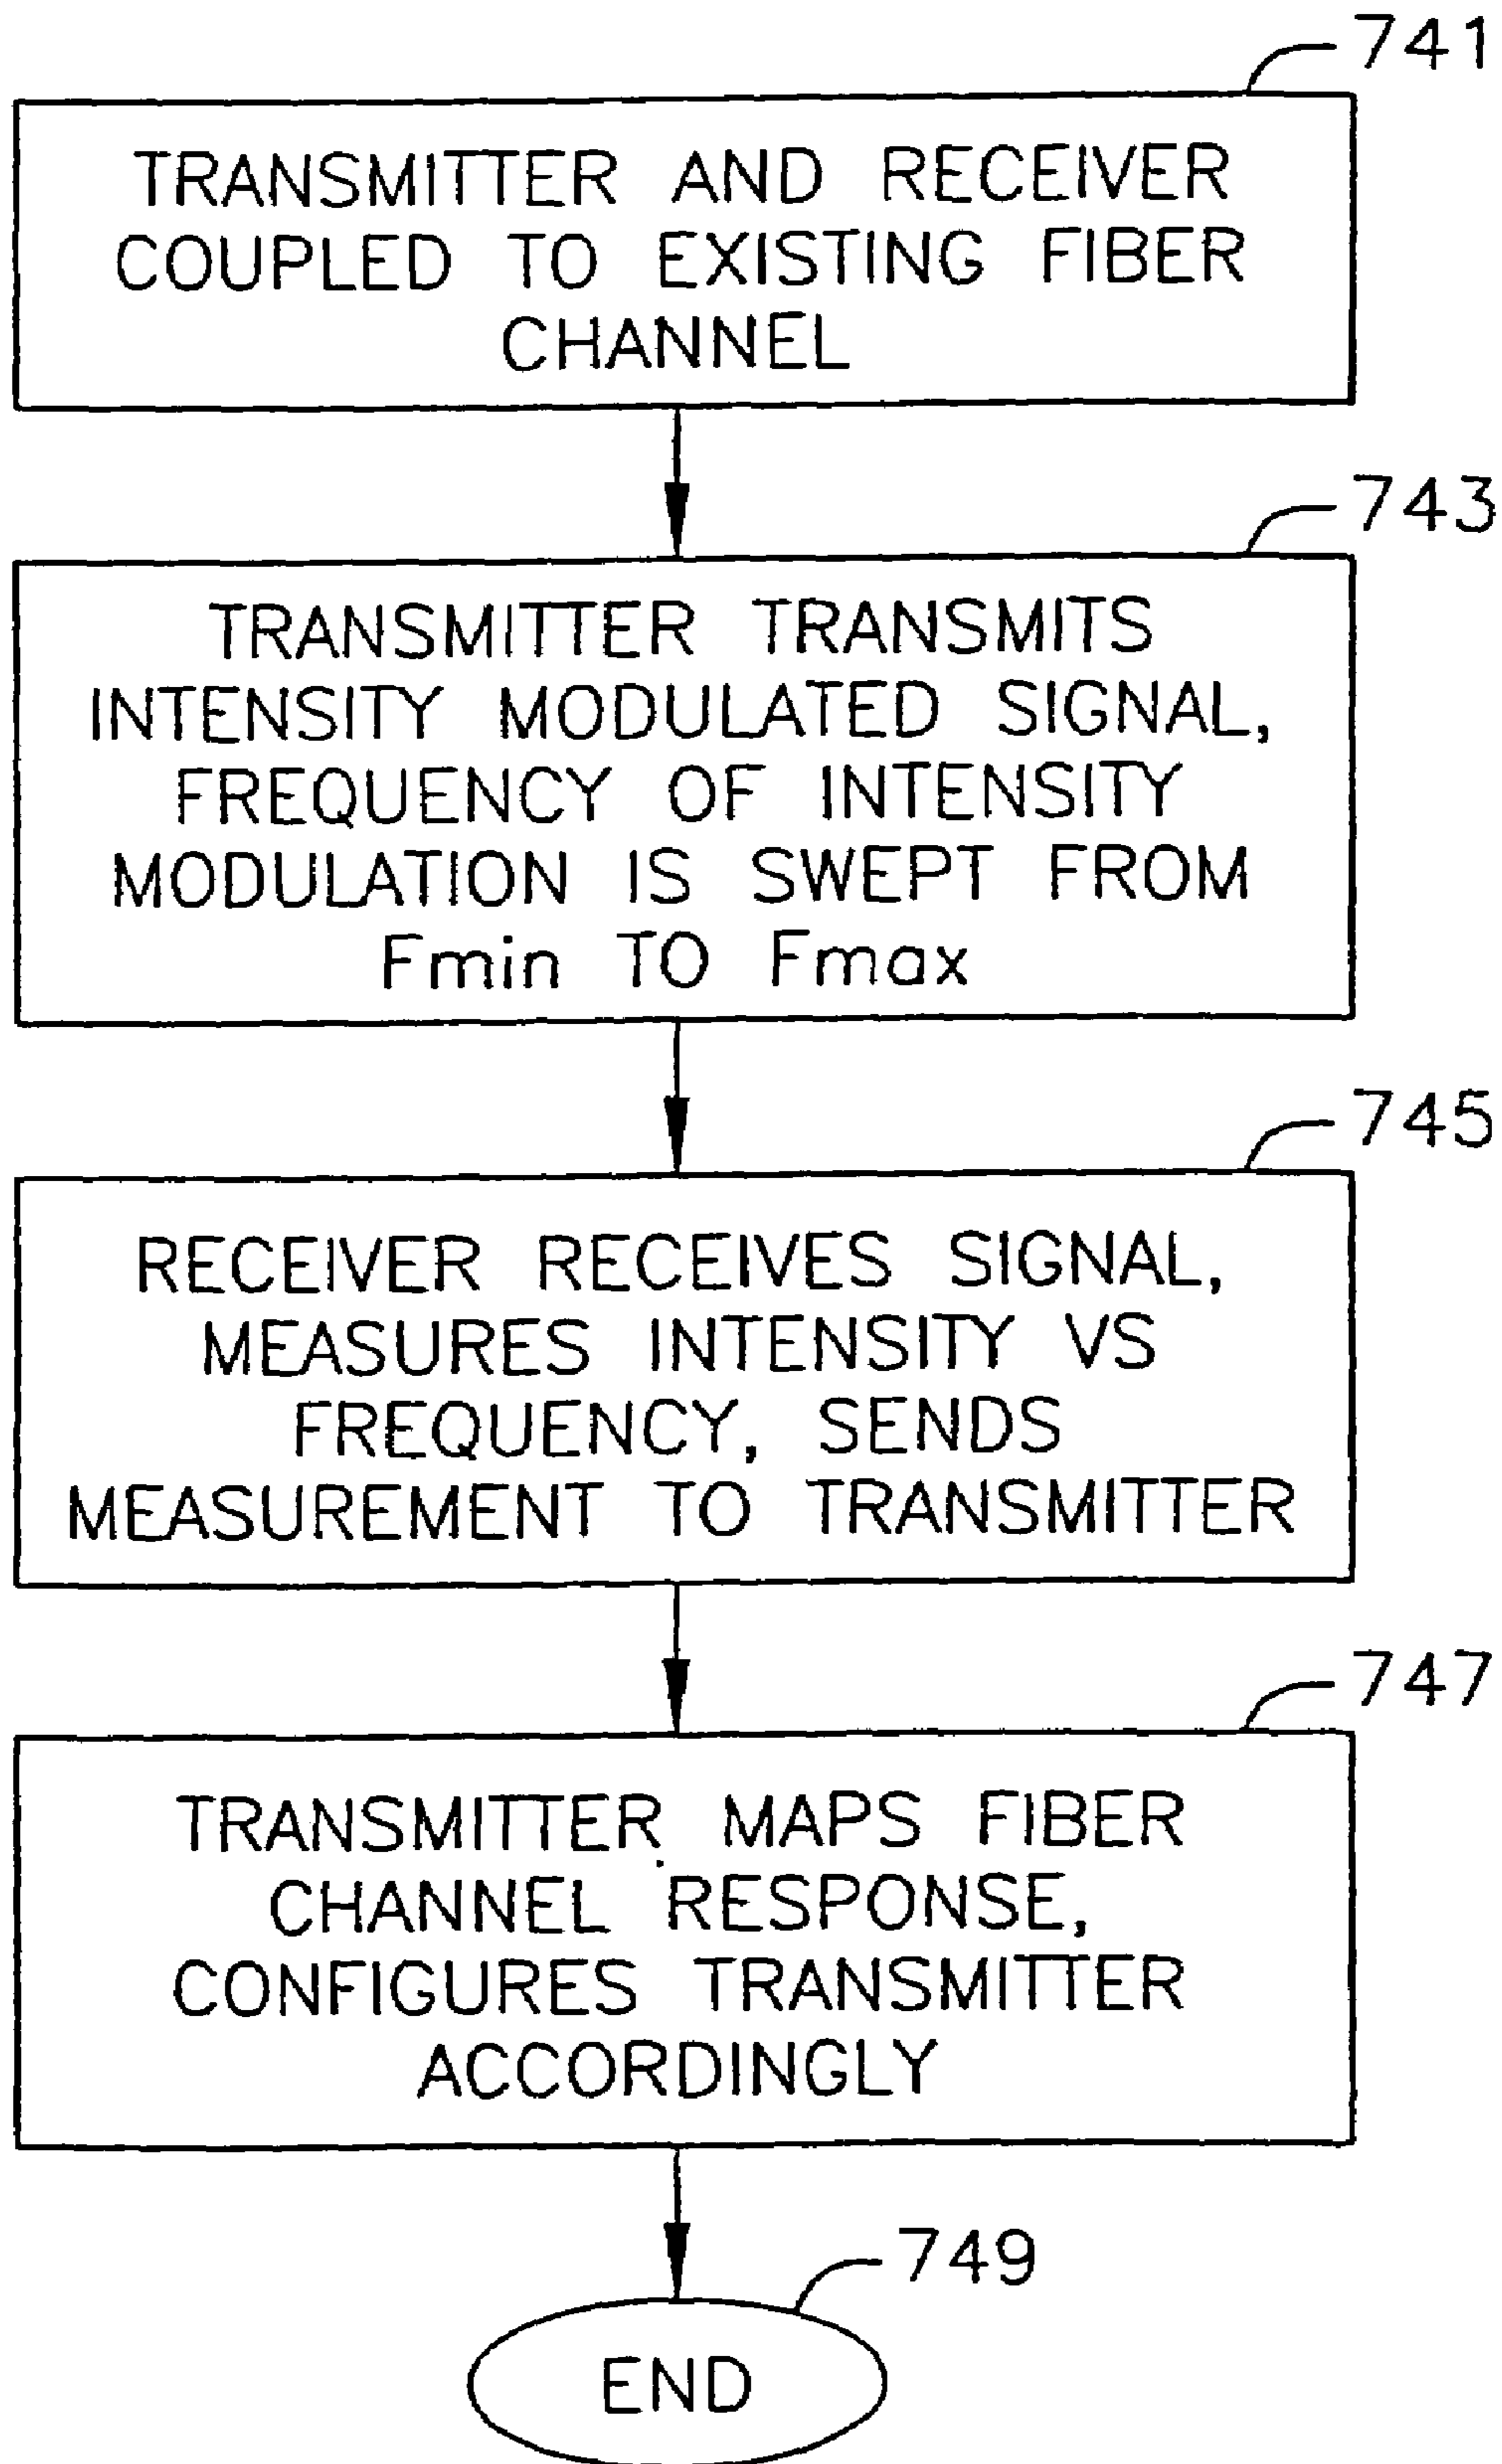 741
TRANSMITTER AND RECEIVER
COUPLED TO EXISTING FIBER
CHANNEL
743
TRANSMITTER TRANSMITS
INTENSITY MODULATED SIGNAL,
FREQUENCY OF INTENSITY
MODULATION IS SWEPT FROM
Fmin TO Fmax
745
RECEIVER RECEIVES SIGNAL,
MEASURES INTENSITY VS
FREQUENCY, SENDS
MEASUREMENT TO TRANSMITTER
747
TRANSMITTER MAPS FIBER
CHANNEL RESPONSE,
CONFIGURES TRANSMITTER
ACCORDINGLY
749
END